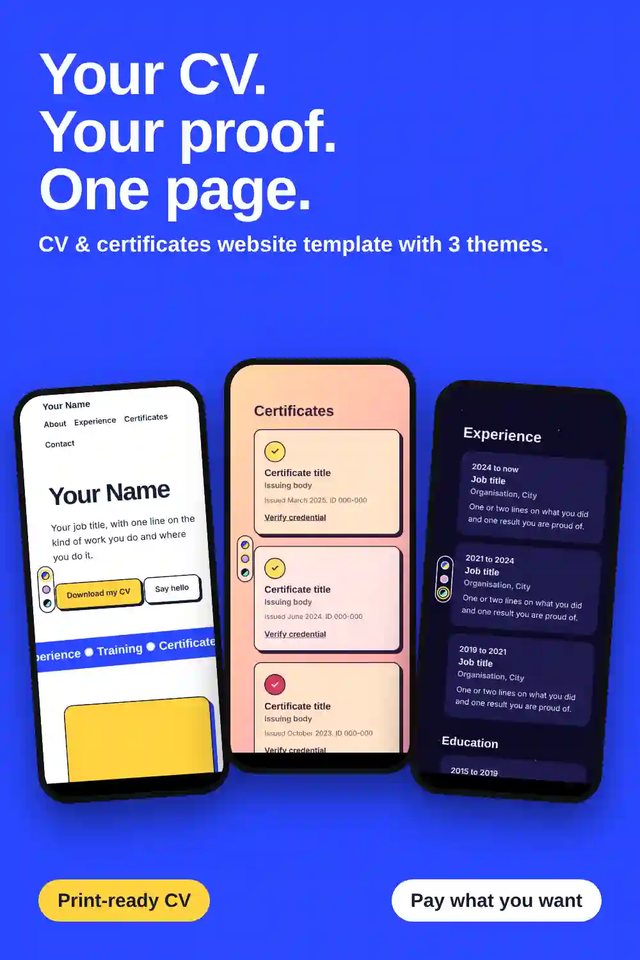 Your CV.
Your proof.
One page.
CV & certificates website template with 3 themes.
Your Name
About Experience Certificates
Contact
Your Name
Your job title, with one line on the
kind of work you do and where
you do it.
Download my CV
Say hello
perience Training Certificate
Certificates
Certificate title
Issuing body
Issued March 2025. ID 000-000
Verify credential
Certificate title
Issuing body
Issued June 2024. ID 000-000
Verify credential
Certificate title
Issuing body
Issued October 2023. ID 000-000
Verify credential
Experience
2024 to now
Job title
Organisation, City
One or two lines on what you did
and one result you are proud of.
2021 to 2024
Job title
Organisation, City
One or two lines on what you did
and one result you are proud of.
2019 to 2021
Job title
Organisation, City
One or two lines on what you did
and one result you are proud of.
Education
2015 to 2019
Print-ready CV
Pay what you want